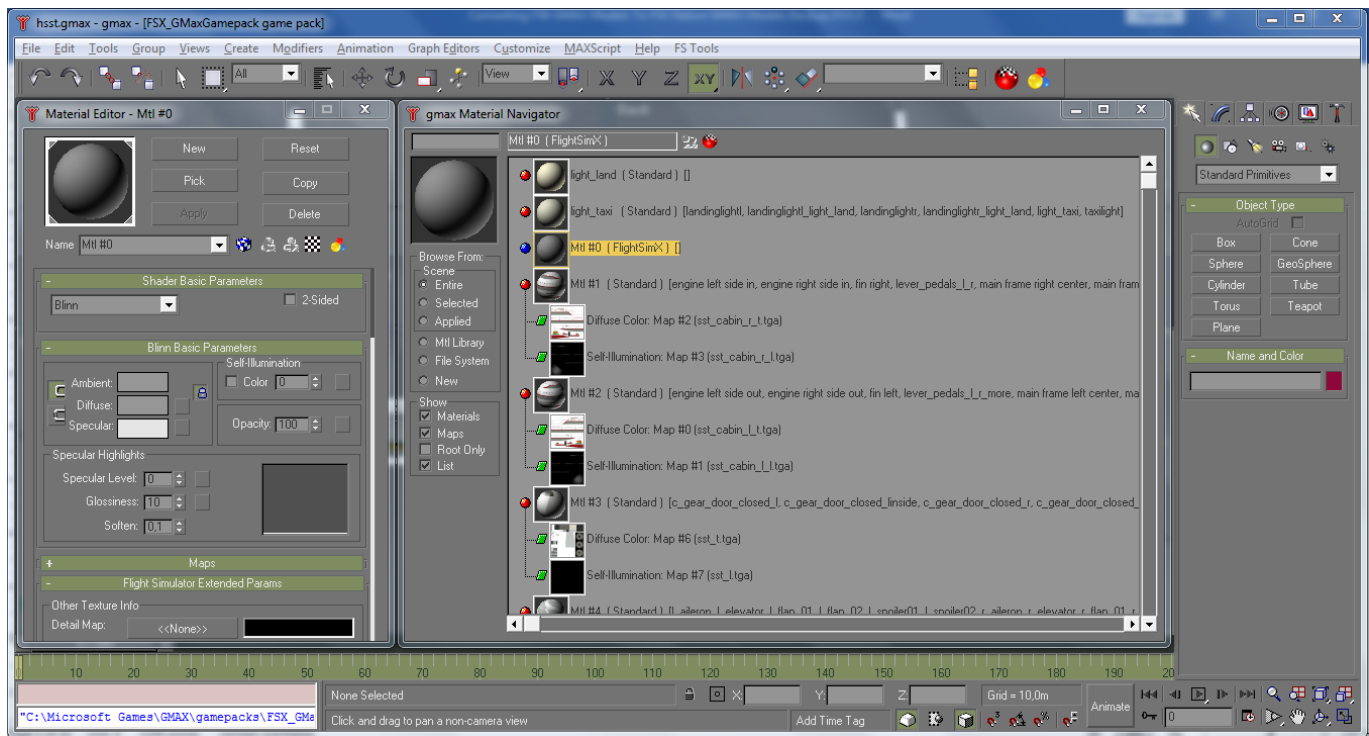 hsst.gmax - gmax - [FSX_GMaxGamepack game pack]
File Edit Tools Group Views Create Modifiers Animation Graph Editors Customize MAXScript Help FS Tools
All View X Y Z XY
Material Editor - Mtl #0
New Reset
Pick Copy
Apply Delete
Name Mtl #0
- Shader Basic Parameters
Blinn 2-Sided
- Blinn Basic Parameters
Self-Illumination
Ambient: Color 0
Diffuse:
Specular: Opacity: 100
Specular Highlights
Specular Level: 0
Glossiness: 10
Soften: 0,1
+ Maps
- Flight Simulator Extended Params
Other Texture Info
Detail Map: <<None>>
gmax Material Navigator
Mtl #0 ( FlightSimX )
Browse From:
Scene
Entire
Selected
Applied
Mtl Library
File System
New
Show
Materials
Maps
Root Only
List
light_land ( Standard ) []
light_taxi ( Standard ) [landinglightl, landinglightl_light_land, landinglightr, landinglightr_light_land, light_taxi, taxilight]
Mtl #0 ( FlightSimX ) []
Mtl #1 ( Standard ) [engine left side in, engine right side in, fin right, lever_pedals_l_r, main frame right center, main fram
Diffuse Color: Map #2 (sst_cabin_r_t.tga)
Self-Illumination: Map #3 (sst_cabin_r_l.tga)
Mtl #2 ( Standard ) [engine left side out, engine right side out, fin left, lever_pedals_l_r_more, main frame left center, ma
Diffuse Color: Map #0 (sst_cabin_l_t.tga)
Self-Illumination: Map #1 (sst_cabin_l_l.tga)
Mtl #3 ( Standard ) [c_gear_door_closed_l, c_gear_door_closed_linside, c_gear_door_closed_r, c_gear_door_closed_
Diffuse Color: Map #6 (sst_t.tga)
Self-Illumination: Map #7 (sst_l.tga)
Mtl #4 ( Standard ) [l_aileron, l_elevator, l_flap_01, l_flap_02, l_spoiler01, l_spoiler02, r_aileron, r_elevator, r_flap_01, r
Standard Primitives
- Object Type
AutoGrid
Box Cone
Sphere GeoSphere
Cylinder Tube
Torus Teapot
Plane
- Name and Color
10 20 30 40 50 60 70 80 90 100 110 120 130 140 150 160 170 180 190 20
None Selected X: Y: Z: Grid = 10,0m Animate
"C:\Microsoft Games\GMAX\gamepacks\FSX_GMa Click and drag to pan a non-camera view Add Time Tag 0